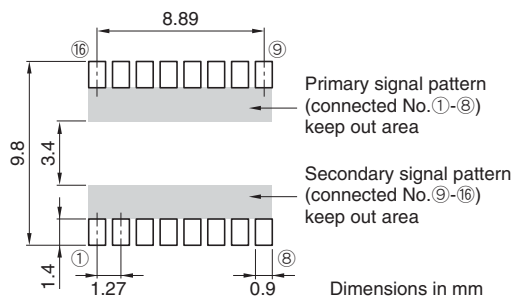 8.89
⑯
⑨
Primary signal pattern
(connected No.①-⑧)
keep out area
9.8
3.4
Secondary signal pattern
(connected No.⑨-⑯)
keep out area
1.4
①
⑧
1.27
0.9
Dimensions in mm